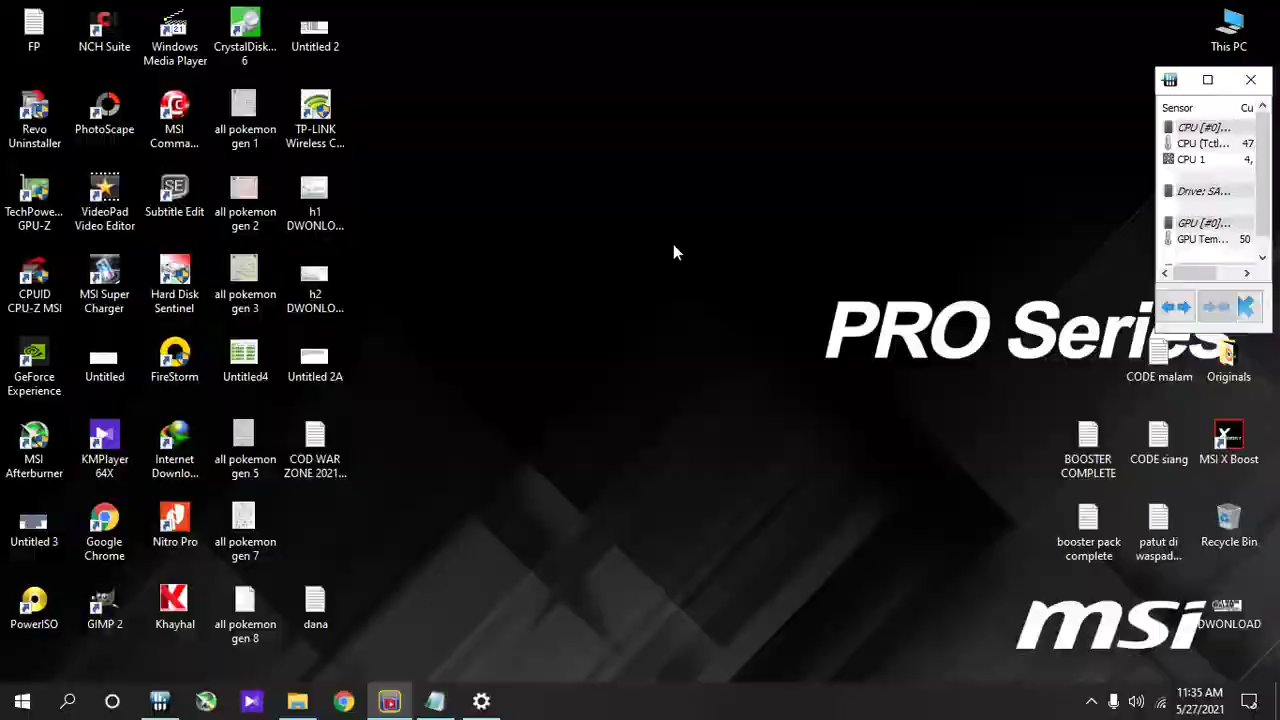 FP
NCH Suite
Windows
Media Player
CrystalDisk...
6
Untitled 2
This PC
Revo
Uninstaller
PhotoScape
MSI
Comma...
all pokemon
gen 1
TP-LINK
Wireless C...
TechPowe...
GPU-Z
VideoPad
Video Editor
Subtitle Edit
all pokemon
gen 2
h1
DWONLO...
CPUID
CPU-Z MSI
MSI Super
Charger
Hard Disk
Sentinel
all pokemon
gen 3
h2
DWONLO...
GeForce
Experience
Untitled
FireStorm
Untitled4
Untitled 2A
MSI
Afterburner
KMPlayer
64X
Internet
Downlo...
all pokemon
gen 5
COD WAR
ZONE 2021...
Untitled 3
Google
Chrome
Nitro Pro
all pokemon
gen 7
PowerISO
GIMP 2
Khayhal
all pokemon
gen 8
dana
Sensor Cu
CPU [#0]...
CPU (Tctl... 47
CPU 1 4,
Drive: SA...
GPU [#0]...
GPU Tem... 50
PRO Series
CODE malam
Originals
BOOSTER
COMPLETE
CODE siang
MSI X Boost
booster pack
complete
patut di
waspad...
Recycle Bin
msi
DWONLOAD
11:35 AM
5/27/2021